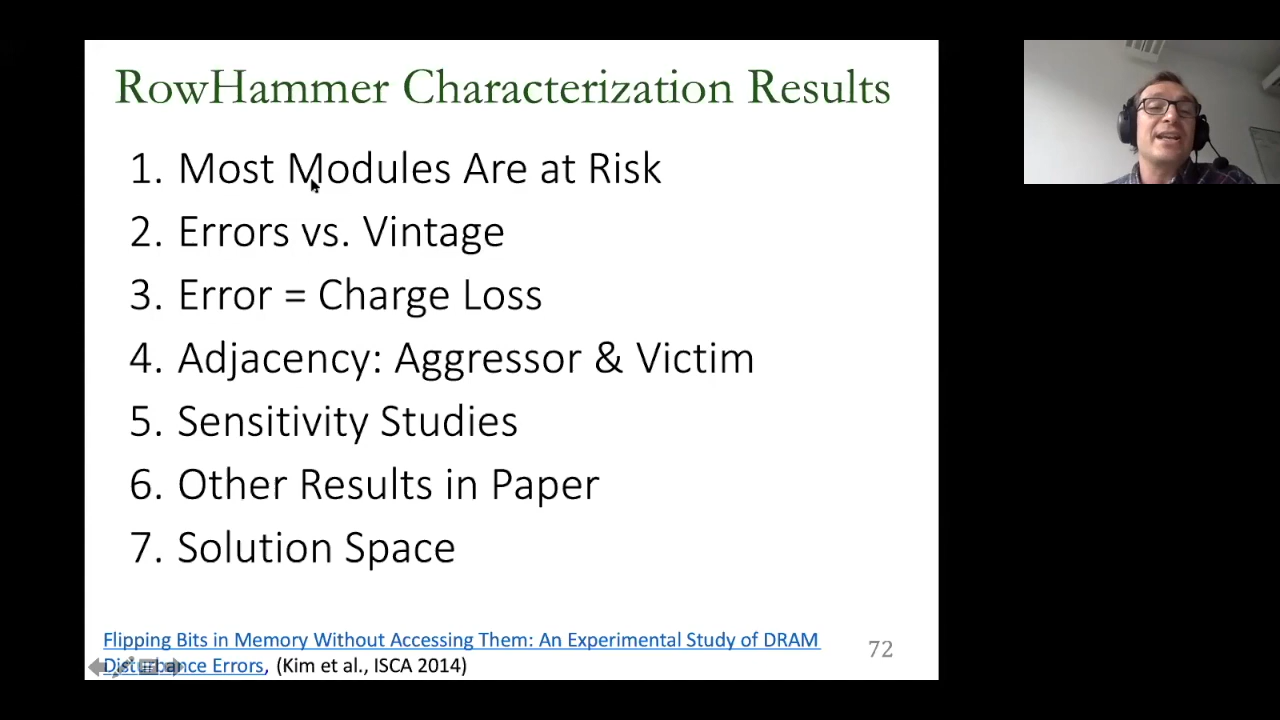 RowHammer Characterization Results
1. Most Modules Are at Risk
2. Errors vs. Vintage
3. Error = Charge Loss
4. Adjacency: Aggressor & Victim
5. Sensitivity Studies
6. Other Results in Paper
7. Solution Space
Flipping Bits in Memory Without Accessing Them: An Experimental Study of DRAM
Disturbance Errors, (Kim et al., ISCA 2014)
72